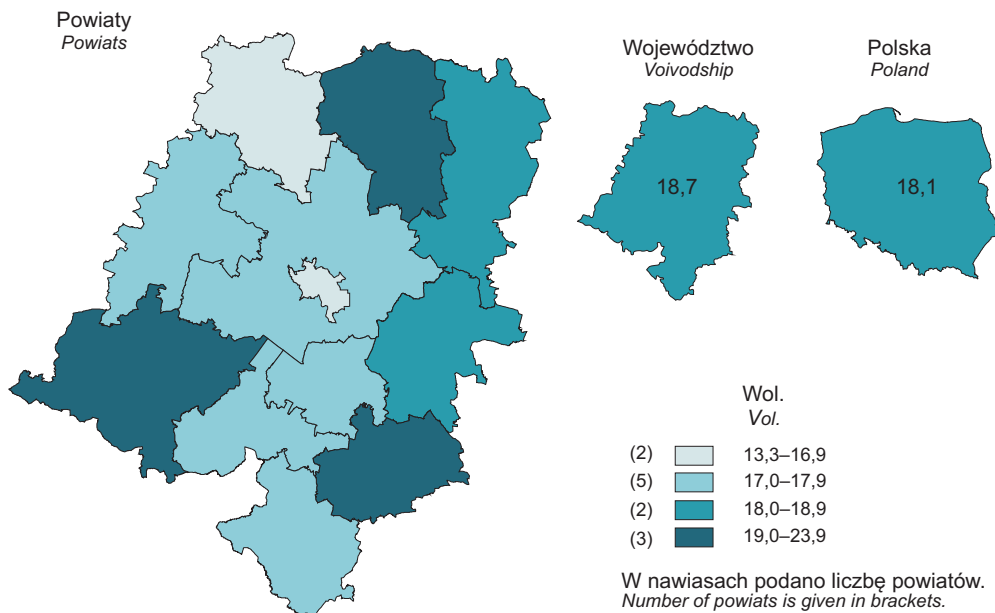 Powiaty
Powiats
Województwo
Voivodship
Polska
Poland
18,7
18,1
Wol.
Vol.
(2) 13,3–16,9
(5) 17,0–17,9
(2) 18,0–18,9
(3) 19,0–23,9
W nawiasach podano liczbę powiatów.
Number of powiats is given in brackets.